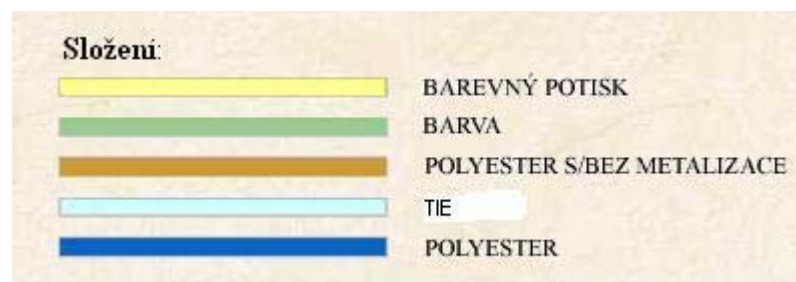 Složení:
BAREVNÝ POTISK
BARVA
POLYESTER S/BEZ METALIZACE
TIE
POLYESTER